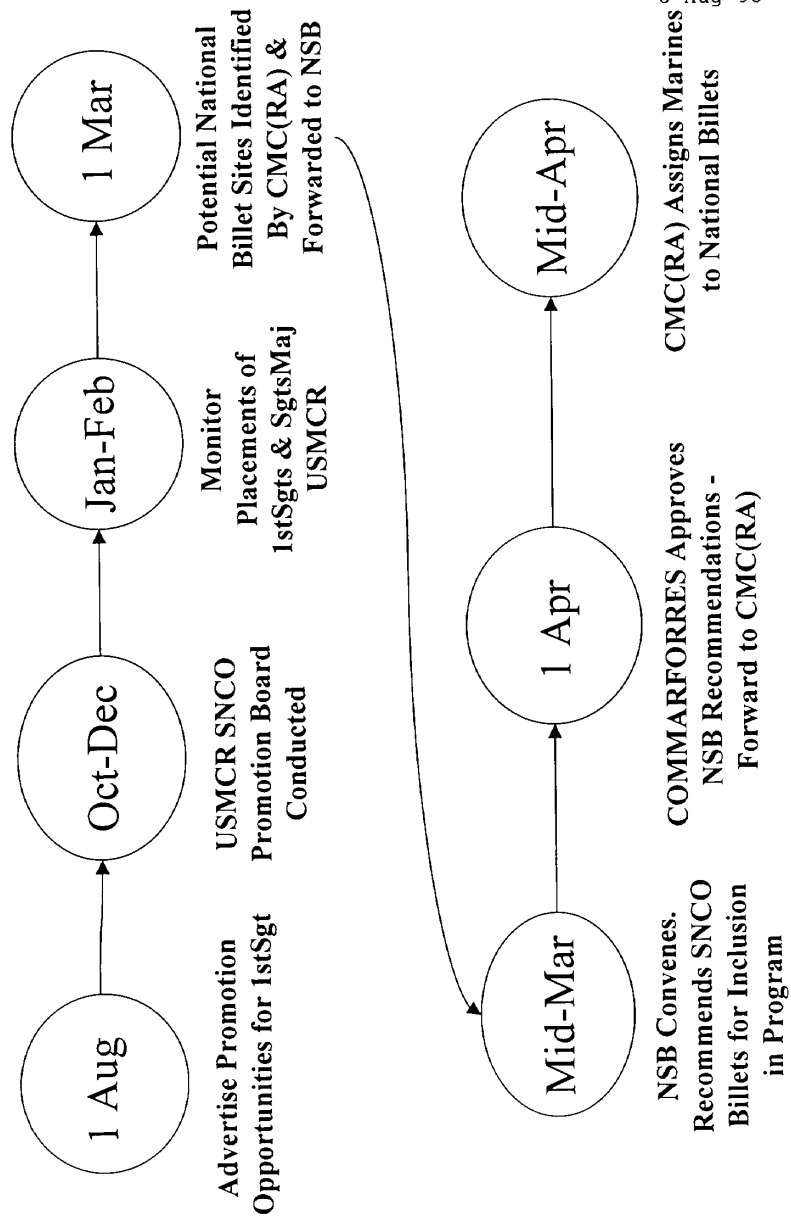 1 Aug
Advertise Promotion
Opportunities for 1stSgt
Oct-Dec
USMCR SNCO
Promotion Board
Conducted
Jan-Feb
Monitor
Placements of
1stSgts & SgtsMaj
USMCR
1 Mar
Potential National
Billet Sites Identified
By CMC(RA) &
Forwarded to NSB
Mid-Mar
NSB Convenes.
Recommends SNCO
Billets for Inclusion
in Program
1 Apr
COMMARFORRES Approves
NSB Recommendations -
Forward to CMC(RA)
Mid-Apr
CMC(RA) Assigns Marines
to National Billets